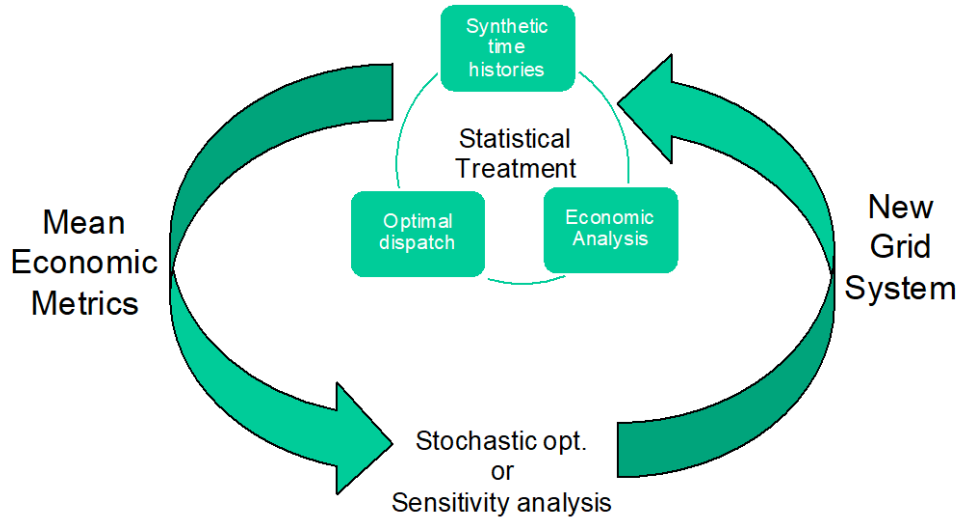 Synthetic
time
histories
Statistical
Treatment
Optimal
dispatch
Economic
Analysis
Mean
Economic
Metrics
New
Grid
System
Stochastic opt.
or
Sensitivity analysis